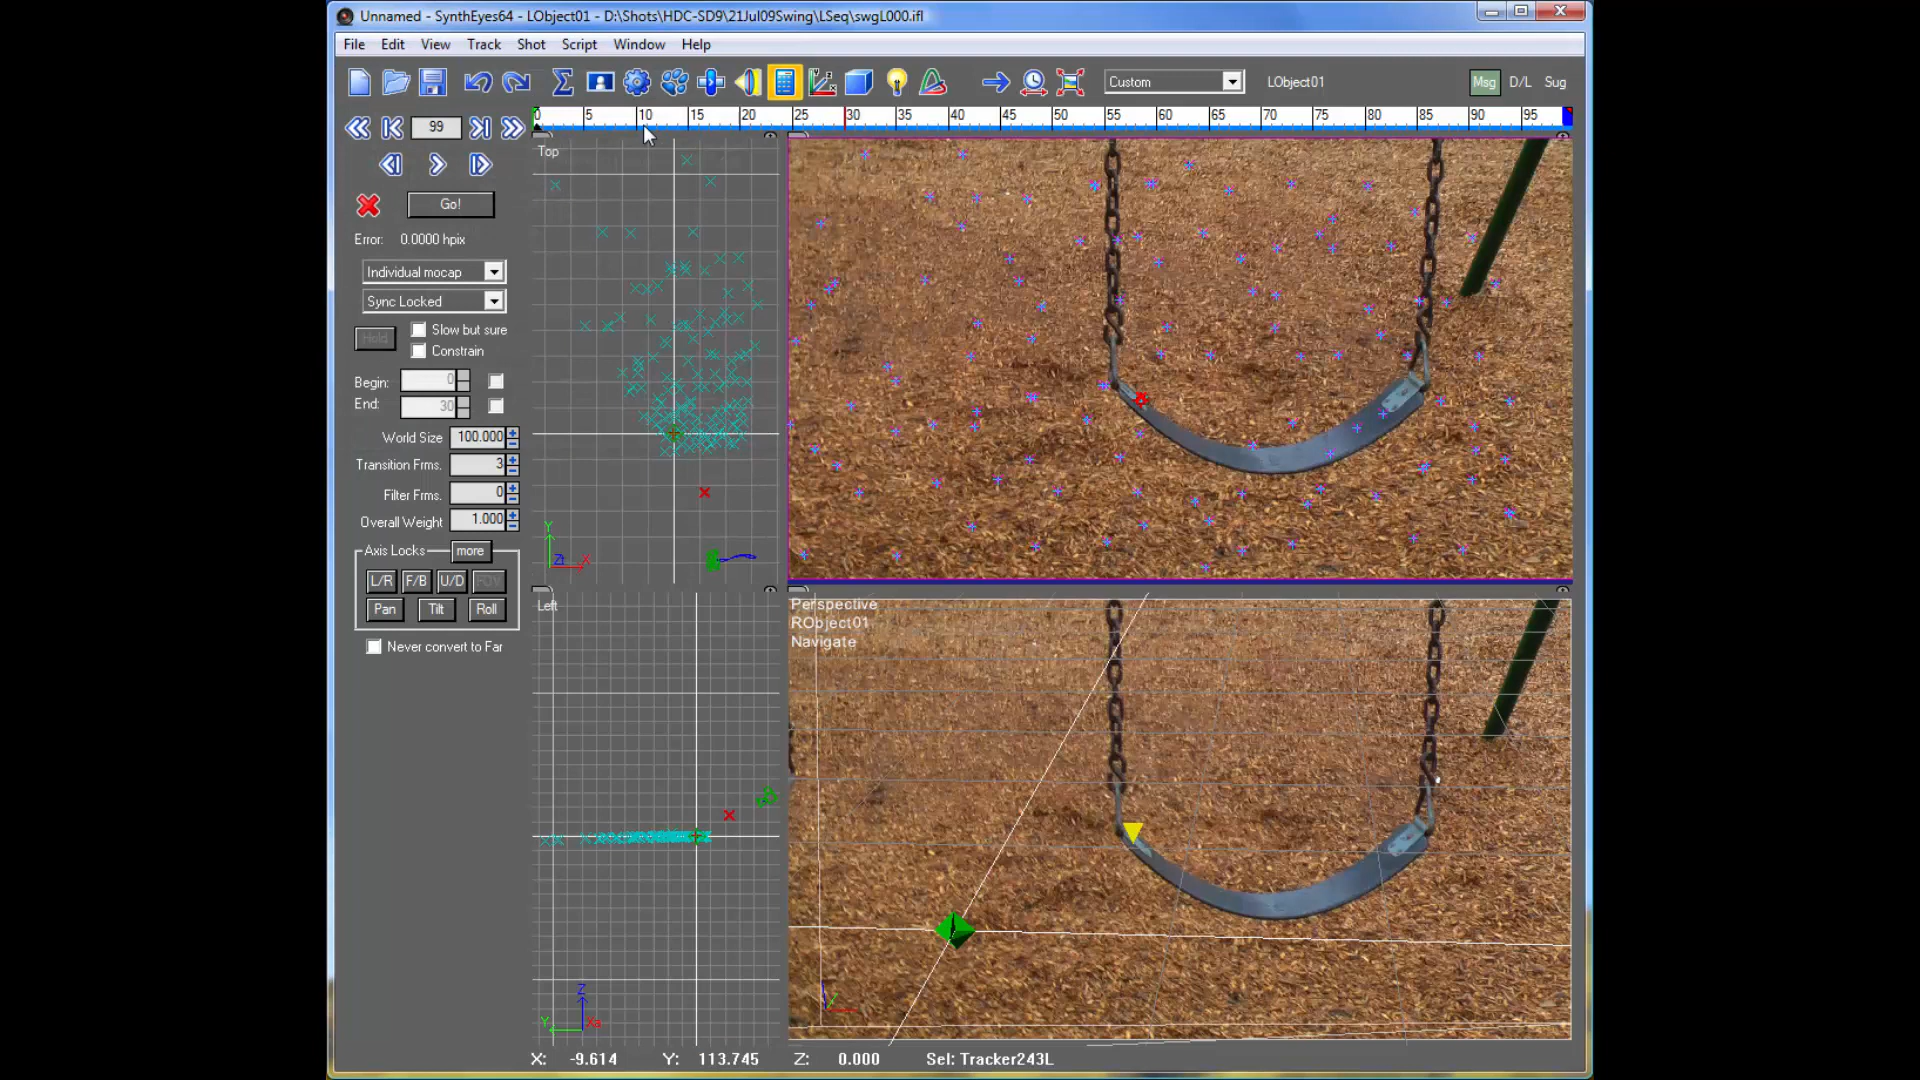 Unnamed - SynthEyes64 - LObject01 - D:\Shots\HDC-SD9\21Jul09Swing\LSeq\swgL000.ifl
File Edit View Track Shot Script Window Help
Custom LObject01 Msg D/L Sug
0 5 10 15 20 25 30 35 40 45 50 55 60 65 70 75 80 85 90 95
99
Go!
Error: 0.0000 hpix
Individual mocap
Sync Locked
Hold
Slow but sure
Constrain
Begin: 0
End: 30
World Size 100.000
Transition Frms. 3
Filter Frms. 0
Overall Weight 1.000
Axis Locks more
L/R F/B U/D FOV
Pan Tilt Roll
Never convert to Far
Top
Y
X
Left
Z
Y
Xa
Perspective
RObject01
Navigate
X: -9.614 Y: 113.745 Z: 0.000 Sel: Tracker243L